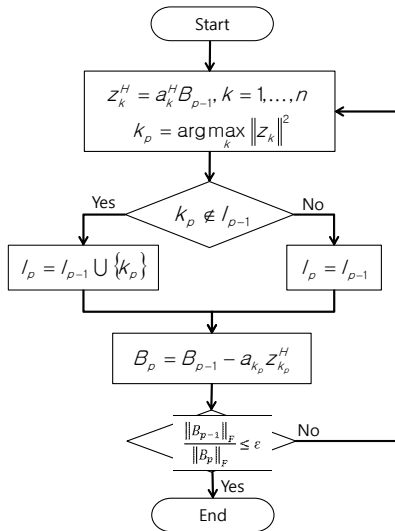 Start
z_k^H = a_k^H B_{p-1}, k = 1,...,n
k_p = arg max_k ‖z_k‖^2
Yes
No
k_p ∉ I_{p-1}
I_p = I_{p-1} ∪ {k_p}
I_p = I_{p-1}
B_p = B_{p-1} − a_{k_p} z_{k_p}^H
‖B_{p-1}‖_F / ‖B_p‖_F ≤ ε
No
Yes
End